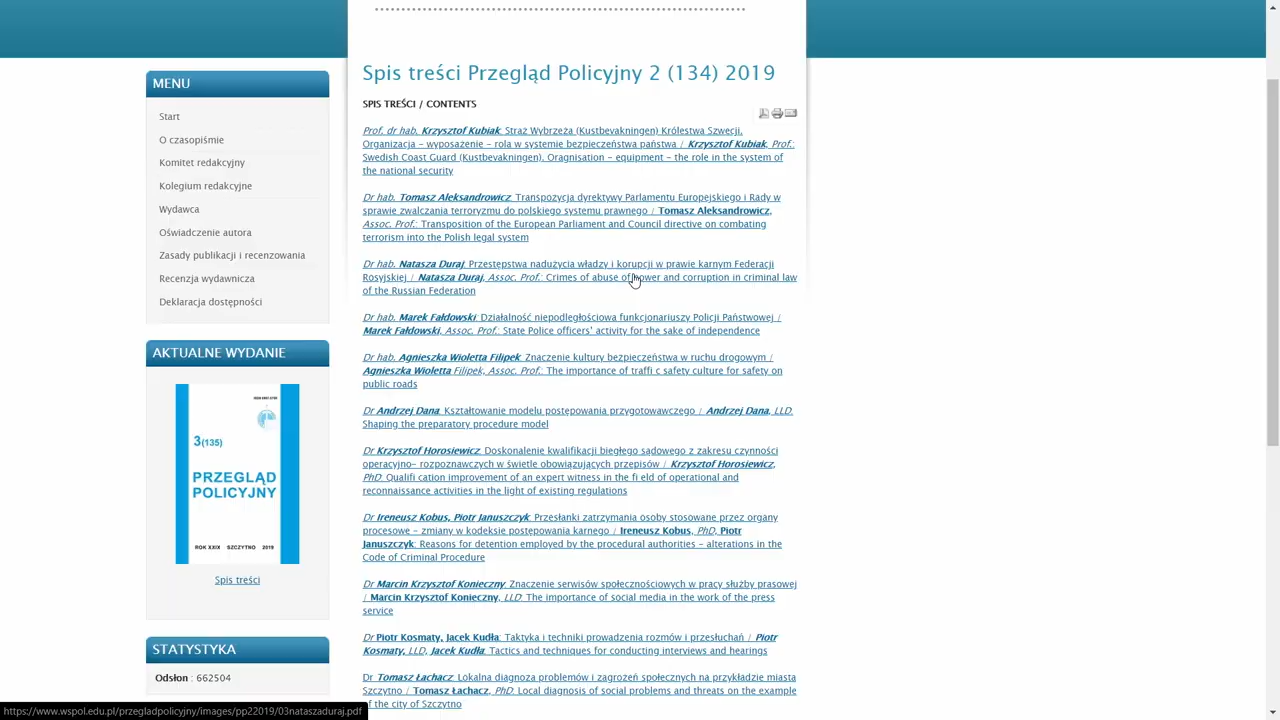 MENU
Start
O czasopiśmie
Komitet redakcyjny
Kolegium redakcyjne
Wydawca
Oświadczenie autora
Zasady publikacji i recenzowania
Recenzja wydawnicza
Deklaracja dostępności
AKTUALNE WYDANIE
ISSN 0867-5708
3(135)
PRZEGLĄD
POLICYJNY
ROK XXIX SZCZYTNO 2019
Spis treści
STATYSTYKA
Odsłon : 662504
Spis treści Przegląd Policyjny 2 (134) 2019
SPIS TREŚCI / CONTENTS
Prof. dr hab. Krzysztof Kubiak: Straż Wybrzeża (Kustbevakningen) Królestwa Szwecji.
Organizacja – wyposażenie – rola w systemie bezpieczeństwa państwa / Krzysztof Kubiak, Prof.:
Swedish Coast Guard (Kustbevakningen). Oragnisation – equipment – the role in the system of
the national security
Dr hab. Tomasz Aleksandrowicz: Transpozycja dyrektywy Parlamentu Europejskiego i Rady w
sprawie zwalczania terroryzmu do polskiego systemu prawnego / Tomasz Aleksandrowicz,
Assoc. Prof.: Transposition of the European Parliament and Council directive on combating
terrorism into the Polish legal system
Dr hab. Natasza Duraj: Przestępstwa nadużycia władzy i korupcji w prawie karnym Federacji
Rosyjskiej / Natasza Duraj, Assoc. Prof.: Crimes of abuse of power and corruption in criminal law
of the Russian Federation
Dr hab. Marek Fałdowski: Działalność niepodległościowa funkcjonariuszy Policji Państwowej /
Marek Fałdowski, Assoc. Prof.: State Police officers' activity for the sake of independence
Dr hab. Agnieszka Wioletta Filipek: Znaczenie kultury bezpieczeństwa w ruchu drogowym /
Agnieszka Wioletta Filipek, Assoc. Prof.: The importance of traffi c safety culture for safety on
public roads
Dr Andrzej Dana: Kształtowanie modelu postępowania przygotowawczego / Andrzej Dana, LLD:
Shaping the preparatory procedure model
Dr Krzysztof Horosiewicz: Doskonalenie kwalifikacji biegłego sądowego z zakresu czynności
operacyjno– rozpoznawczych w świetle obowiązujących przepisów / Krzysztof Horosiewicz,
PhD: Qualifi cation improvement of an expert witness in the fi eld of operational and
reconnaissance activities in the light of existing regulations
Dr Ireneusz Kobus, Piotr Januszczyk: Przesłanki zatrzymania osoby stosowane przez organy
procesowe – zmiany w kodeksie postępowania karnego / Ireneusz Kobus, PhD, Piotr
Januszczyk: Reasons for detention employed by the procedural authorities – alterations in the
Code of Criminal Procedure
Dr Marcin Krzysztof Konieczny: Znaczenie serwisów społecznościowych w pracy służby prasowej
/ Marcin Krzysztof Konieczny, LLD: The importance of social media in the work of the press
service
Dr Piotr Kosmaty, Jacek Kudła: Taktyka i techniki prowadzenia rozmów i przesłuchań / Piotr
Kosmaty, LLD, Jacek Kudła: Tactics and techniques for conducting interviews and hearings
Dr Tomasz Łachacz: Lokalna diagnoza problemów i zagrożeń społecznych na przykładzie miasta
Szczytno / Tomasz Łachacz, PhD: Local diagnosis of social problems and threats on the example
of the city of Szczytno
https://www.wspol.edu.pl/przegladpolicyjny/images/pp22019/03nataszaduraj.pdf